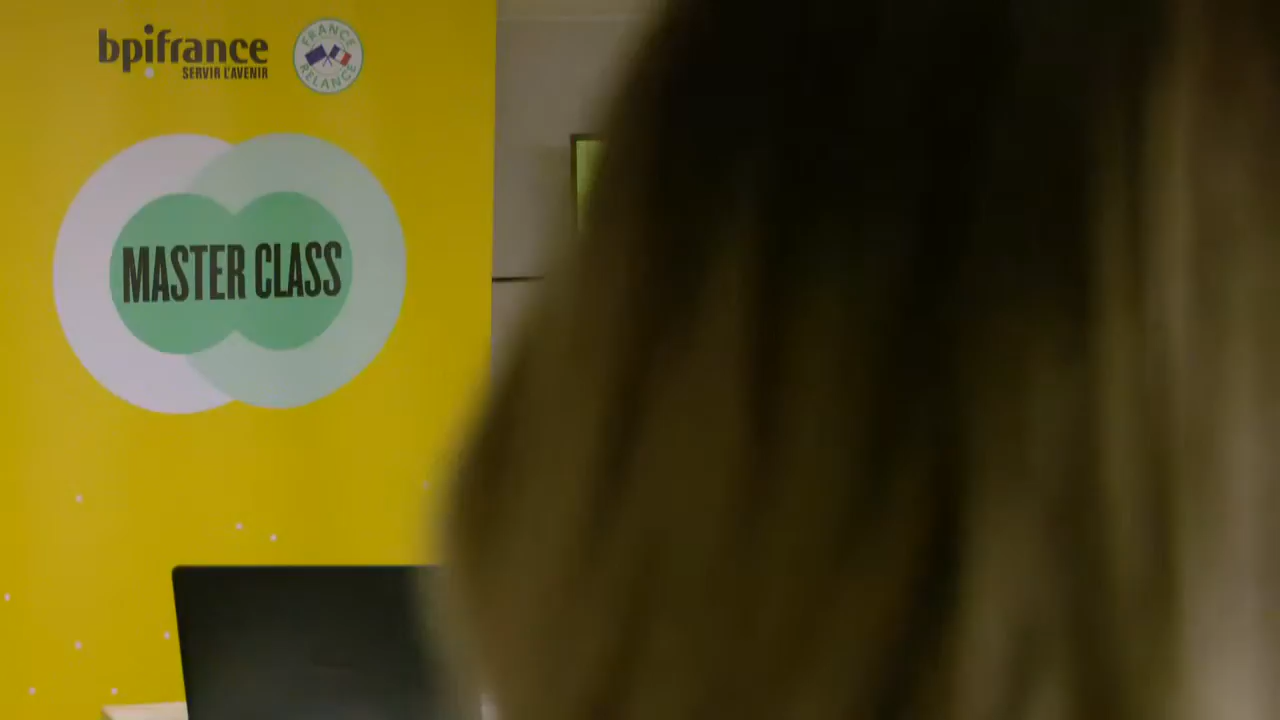 bpifrance
SERVIR L'AVENIR
FRANCE
RELANCE
MASTER CLASS